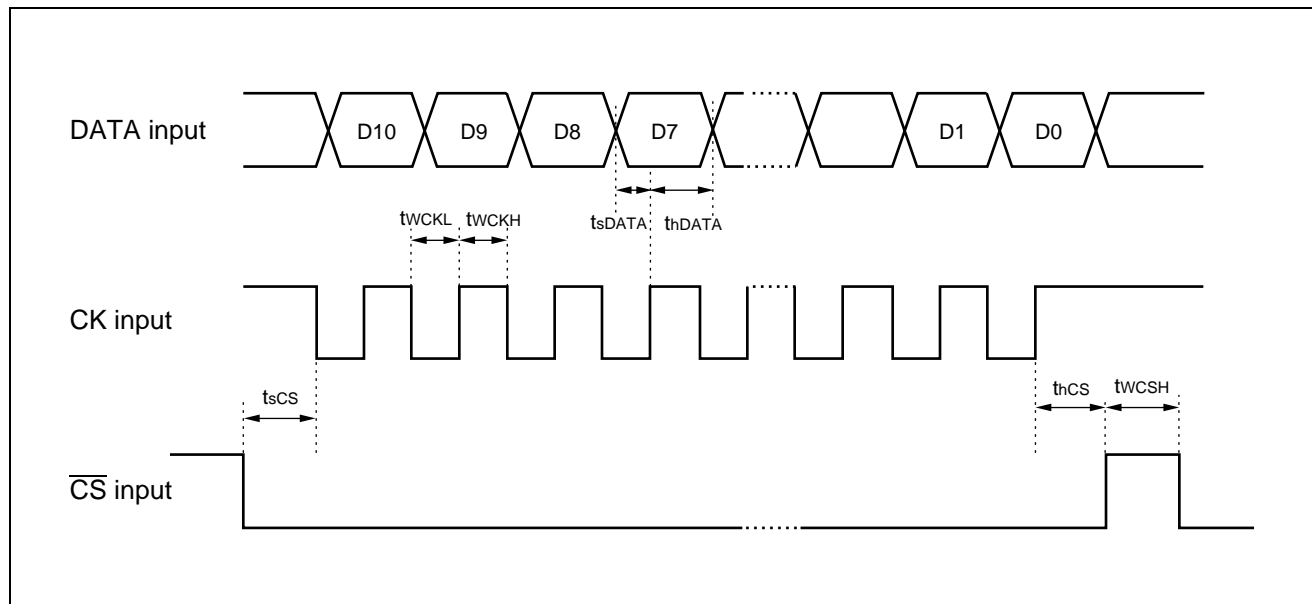 DATA input
D10 D9 D8 D7 D1 D0
tWCKL tWCKH tsDATA thDATA
CK input
tsCS thCS tWCSH
CS input